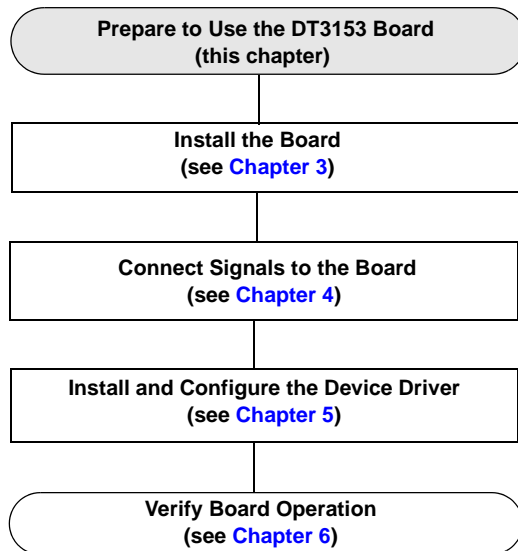 Prepare to Use the DT3153 Board
(this chapter)
Install the Board
(see Chapter 3)
Connect Signals to the Board
(see Chapter 4)
Install and Configure the Device Driver
(see Chapter 5)
Verify Board Operation
(see Chapter 6)